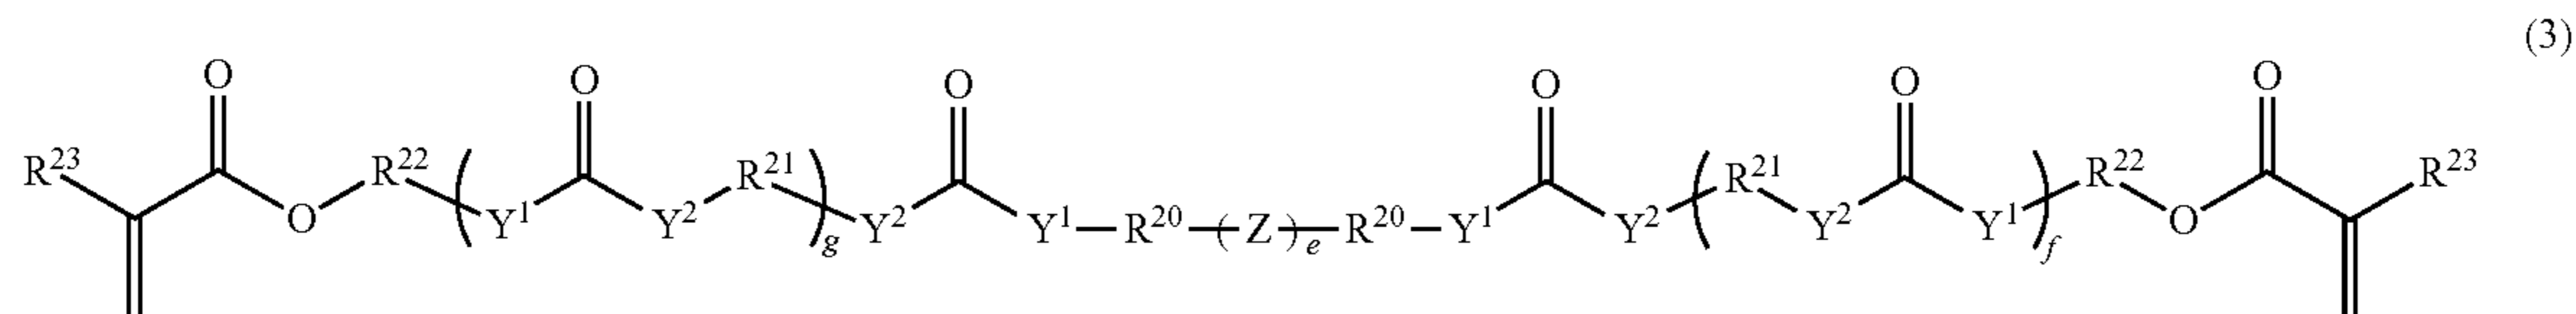 (3)
O O O O O O
R²³ R²² R²¹ R²¹ R²² R²³
O Y¹ Y² g Y² Y¹ — R²⁰ —( Z )e— R²⁰ — Y¹ Y² Y² Y¹ f O